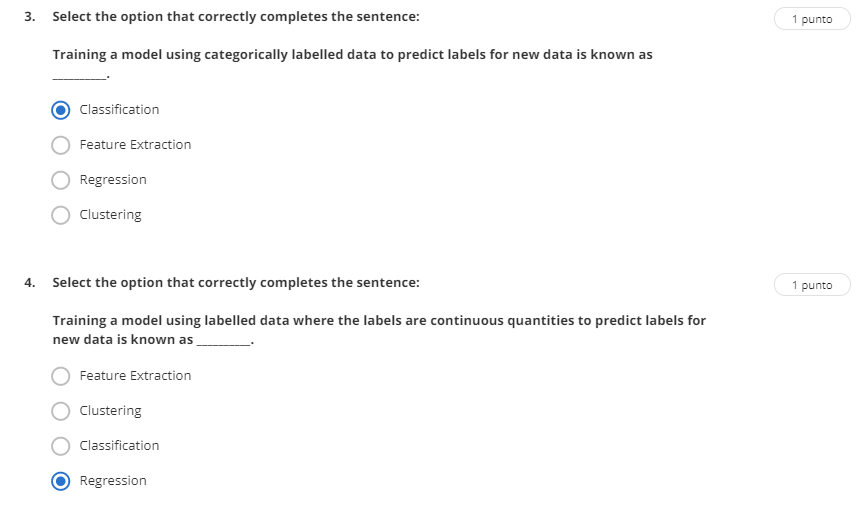 3. Select the option that correctly completes the sentence:
1 punto
Training a model using categorically labelled data to predict labels for new data is known as
__________.
Classification
Feature Extraction
Regression
Clustering
4. Select the option that correctly completes the sentence:
1 punto
Training a model using labelled data where the labels are continuous quantities to predict labels for
new data is known as __________.
Feature Extraction
Clustering
Classification
Regression